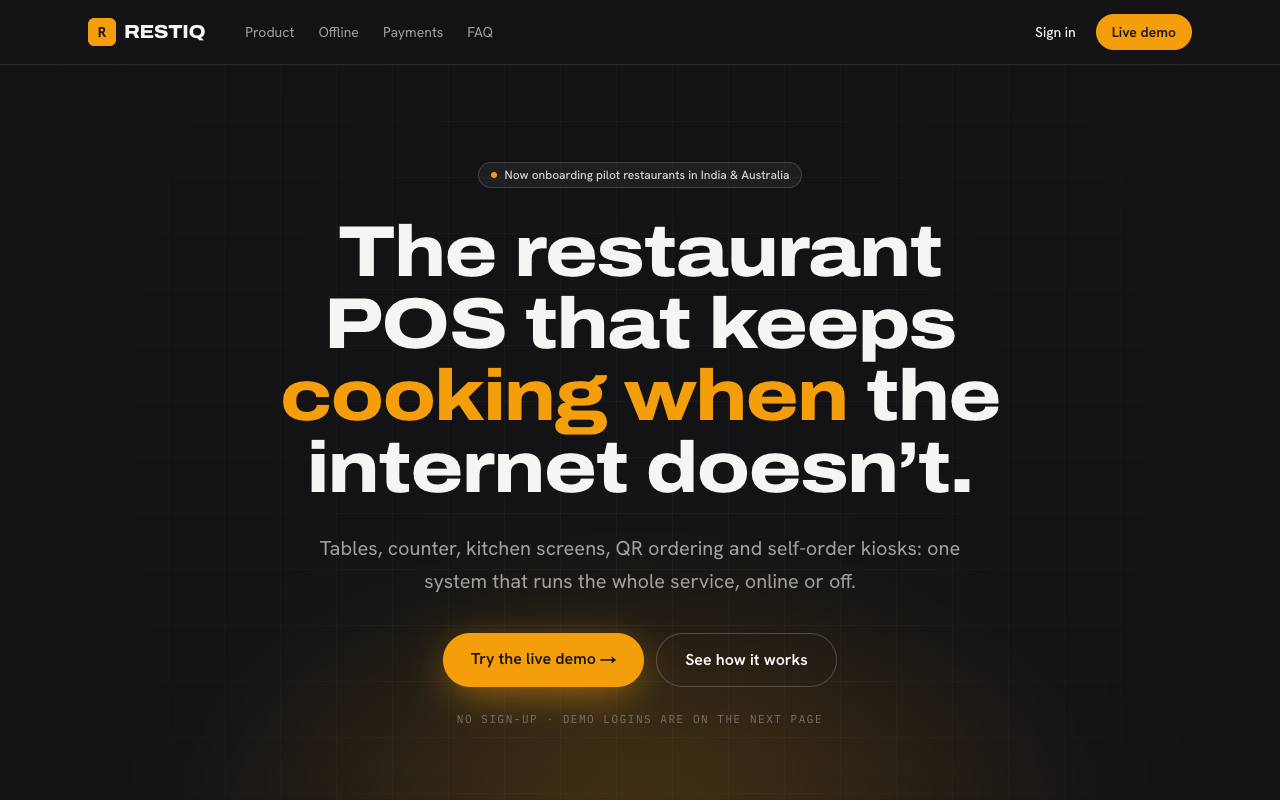 R RESTIQ Product Offline Payments FAQ Sign in Live demo
Now onboarding pilot restaurants in India & Australia
The restaurant
POS that keeps
cooking when the
internet doesn’t.
Tables, counter, kitchen screens, QR ordering and self-order kiosks: one
system that runs the whole service, online or off.
Try the live demo → See how it works
NO SIGN-UP · DEMO LOGINS ARE ON THE NEXT PAGE